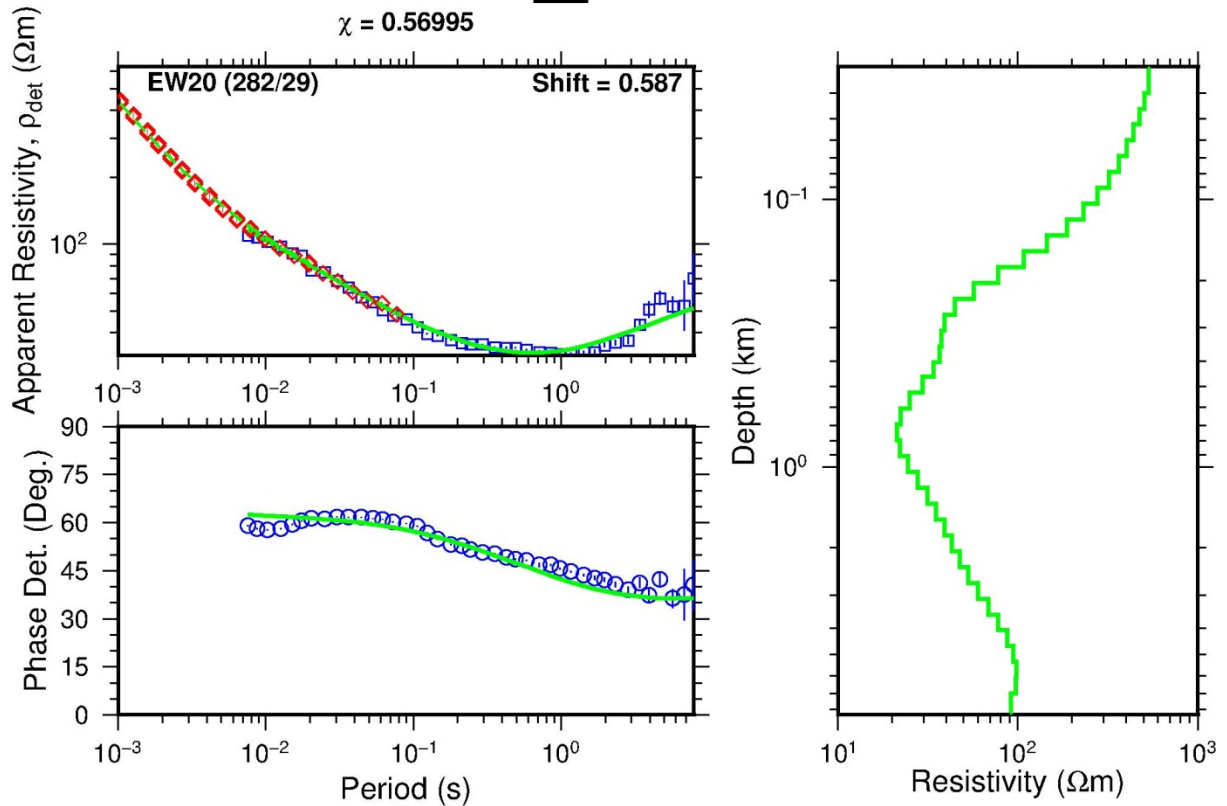 χ = 0.56995
EW20 (282/29)
Shift = 0.587
Apparent Resistivity, ρdet (Ωm)
10²
10⁻³ 10⁻² 10⁻¹ 10⁰
Phase Det. (Deg.)
90
75
60
45
30
15
0
10⁻³ 10⁻² 10⁻¹ 10⁰
Period (s)
Depth (km)
10⁻¹
10⁰
10¹ 10² 10³
Resistivity (Ωm)